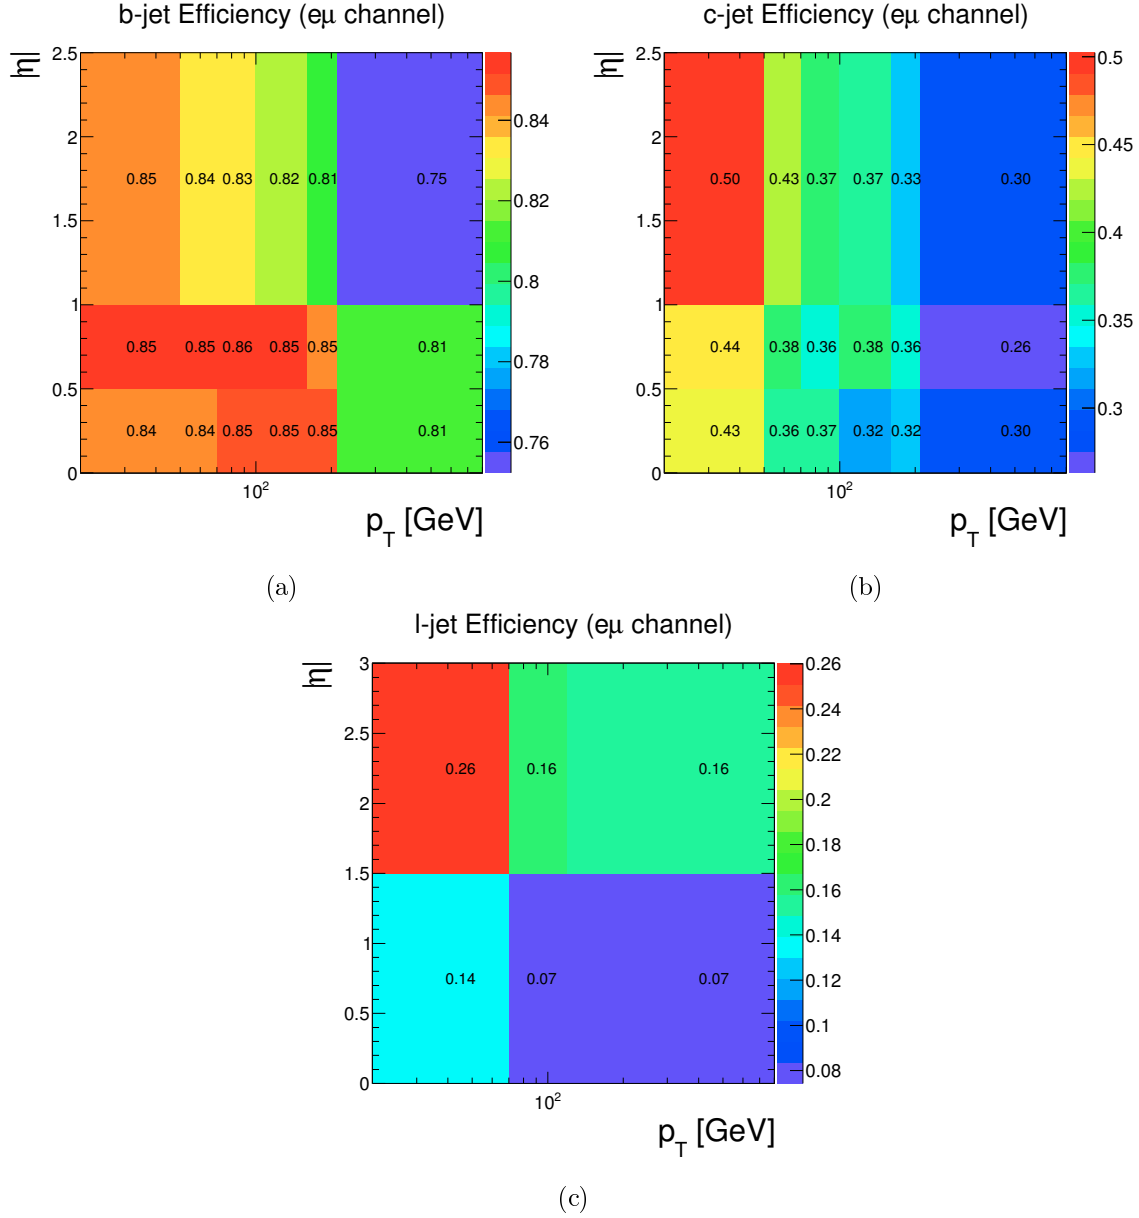 b-jet Efficiency (eμ channel)
|η|
2.5
2
1.5
1
0.5
0
0.85 0.84 0.83 0.82 0.81 0.75
0.85 0.85 0.86 0.85 0.85 0.81
0.84 0.84 0.85 0.85 0.85 0.81
0.84
0.82
0.8
0.78
0.76
10²
p_T [GeV]
(a)
c-jet Efficiency (eμ channel)
|η|
2.5
2
1.5
1
0.5
0
0.50 0.43 0.37 0.37 0.33 0.30
0.44 0.38 0.36 0.38 0.36 0.26
0.43 0.36 0.37 0.32 0.32 0.30
0.5
0.45
0.4
0.35
0.3
10²
p_T [GeV]
(b)
l-jet Efficiency (eμ channel)
|η|
3
2.5
2
1.5
1
0.5
0
0.26 0.16 0.16
0.14 0.07 0.07
0.26
0.24
0.22
0.2
0.18
0.16
0.14
0.12
0.1
0.08
10²
p_T [GeV]
(c)